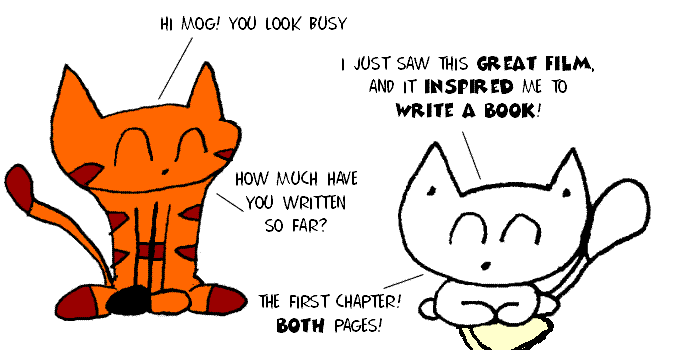 HI MOG! YOU LOOK BUSY
I JUST SAW THIS GREAT FILM,
AND IT INSPIRED ME TO
WRITE A BOOK!
HOW MUCH HAVE
YOU WRITTEN
SO FAR?
THE FIRST CHAPTER!
BOTH PAGES!